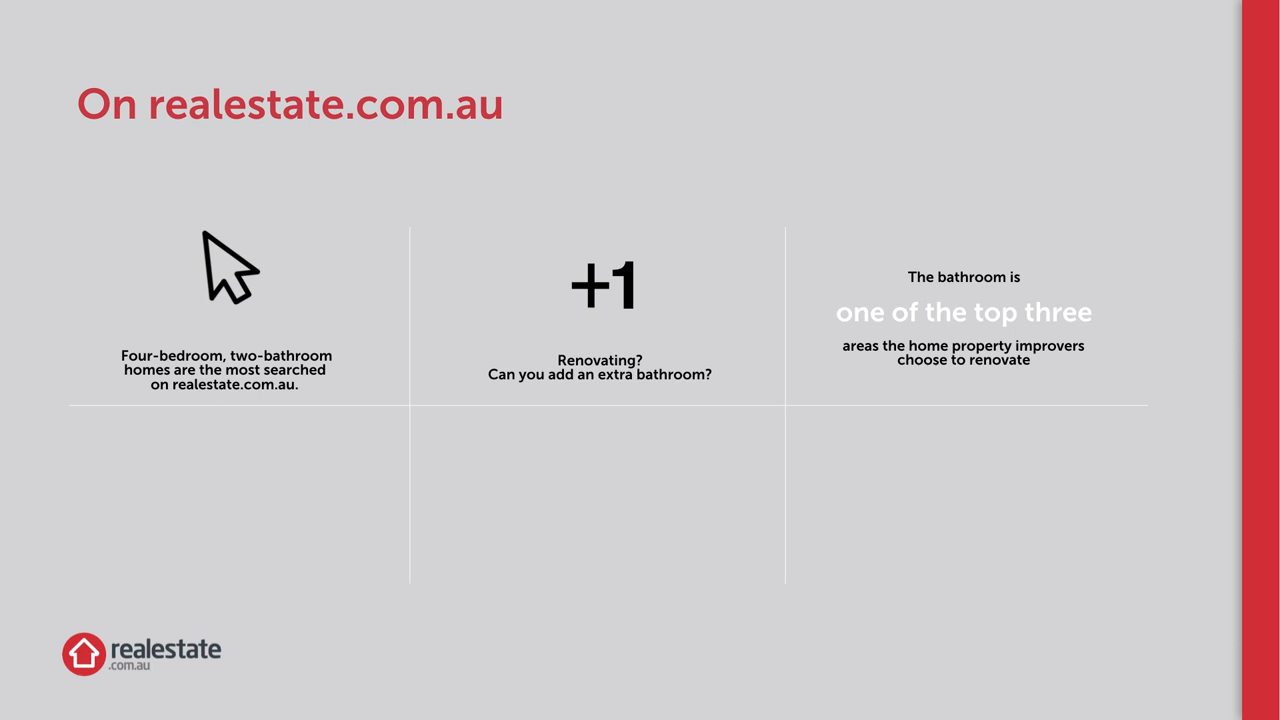 On realestate.com.au
Four-bedroom, two-bathroom
homes are the most searched
on realestate.com.au.
+1
Renovating?
Can you add an extra bathroom?
The bathroom is
one of the top three
areas the home property improvers
choose to renovate
realestate
.com.au